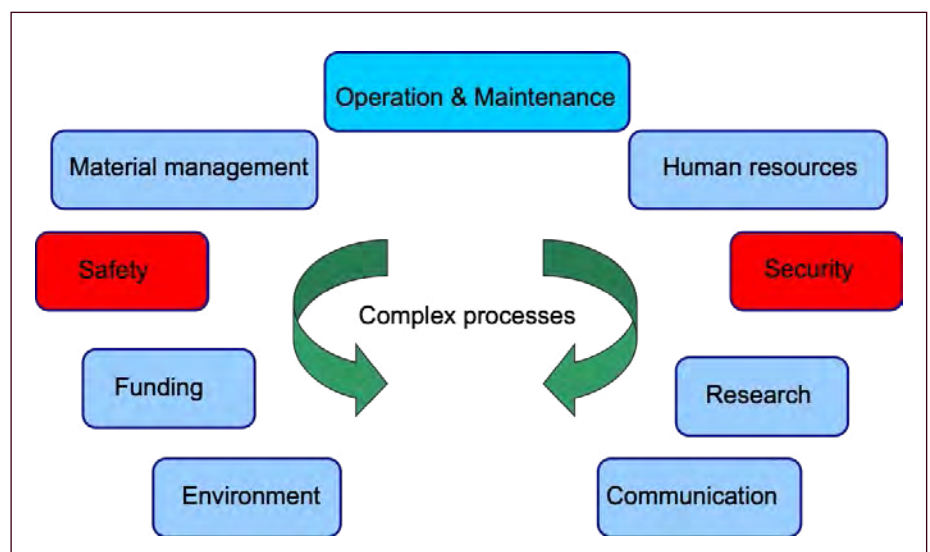 Operation & Maintenance
Material management
Human resources
Safety
Security
Complex processes
Funding
Research
Environment
Communication